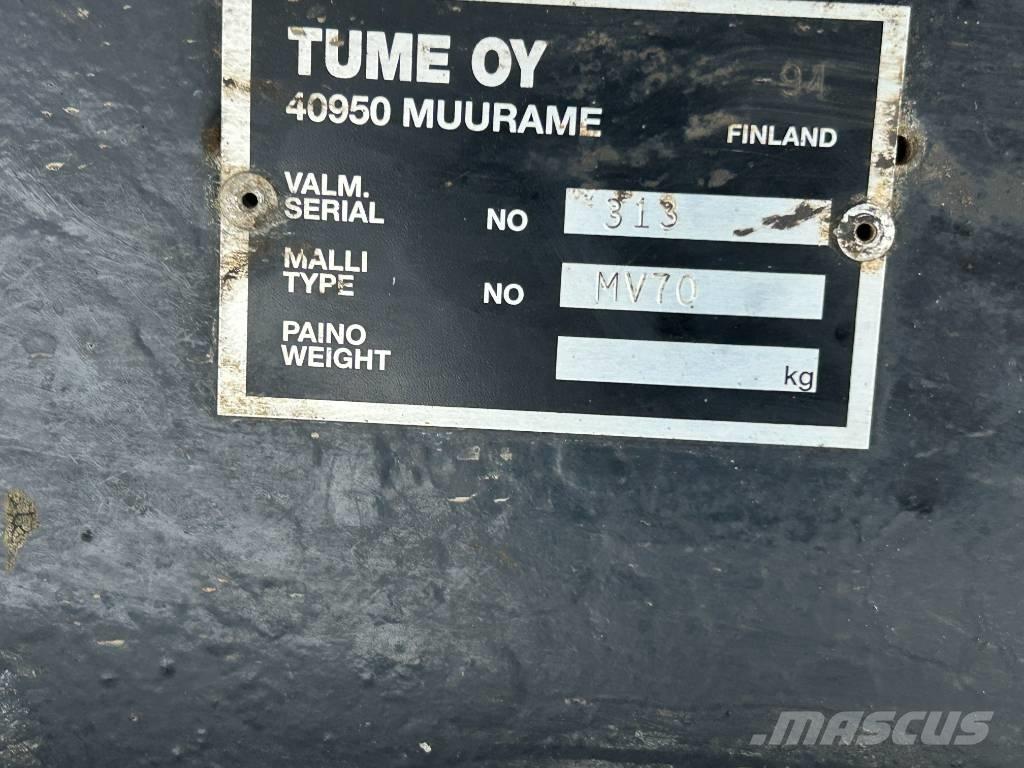 TUME OY
94
40950 MUURAME
FINLAND
VALM.
SERIAL NO 313
MALLI
TYPE NO MV70
PAINO
WEIGHT kg
MASCUS